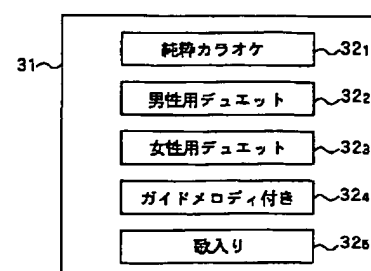 純粋カラオケ 32₁
31
男性用デュエット 32₂
女性用デュエット 32₃
ガイドメロディ付き 32₄
歌入り 32₅